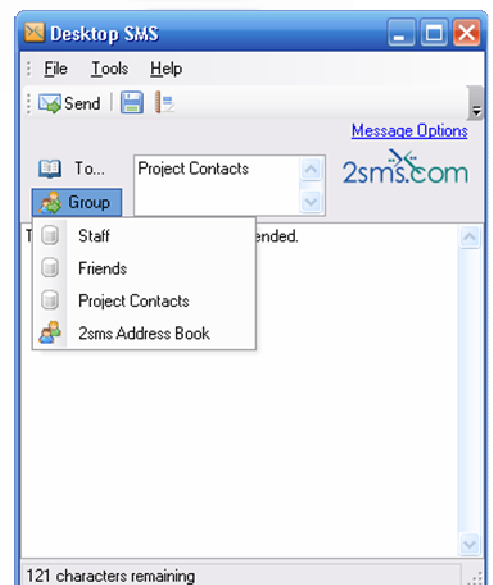 Desktop SMS
File Tools Help
Send
Message Options
To... Project Contacts
2sms.com
Group
T ended.
Staff
Friends
Project Contacts
2sms Address Book
121 characters remaining